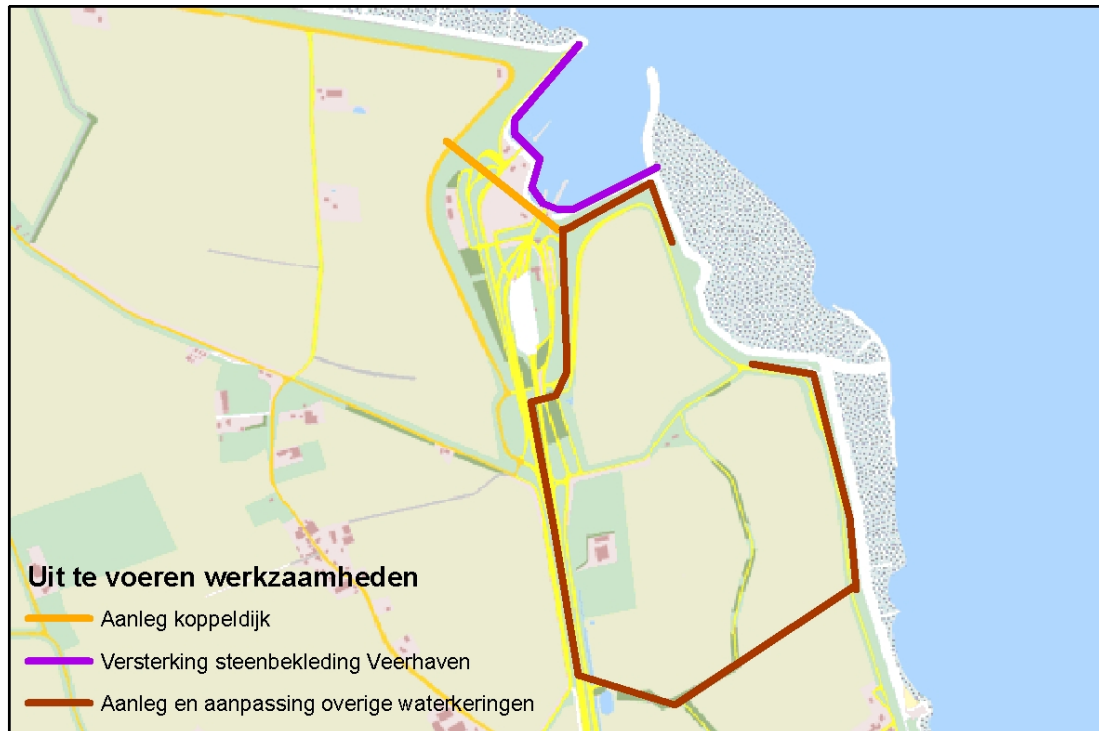 Uit te voeren werkzaamheden
Aanleg koppeldijk
Versterking steenbekleding Veerhaven
Aanleg en aanpassing overige waterkeringen